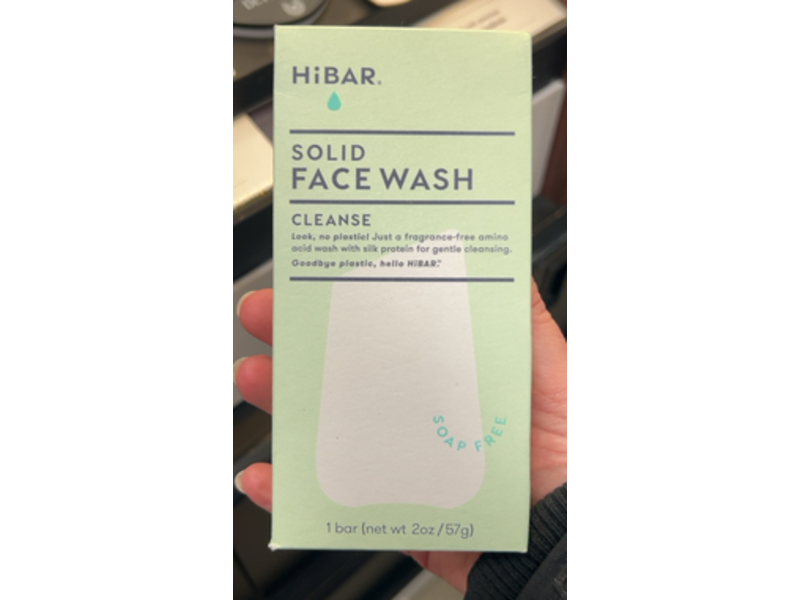 HiBAR®
SOLID
FACE WASH
CLEANSE
Look, no plastic! Just a fragrance-free amino
acid wash with silk protein for gentle cleansing.
Goodbye plastic, hello HiBAR.™
SOAP FREE
1 bar (net wt 2oz/57g)